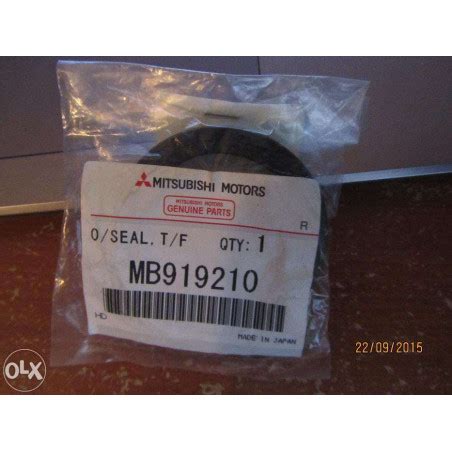 MITSUBISHI MOTORS
MITSUBISHI MOTORS
GENUINE PARTS
R
O/SEAL.T/F QTY:1
MB919210
HD
MADE IN JAPAN
22/09/2015
OLX